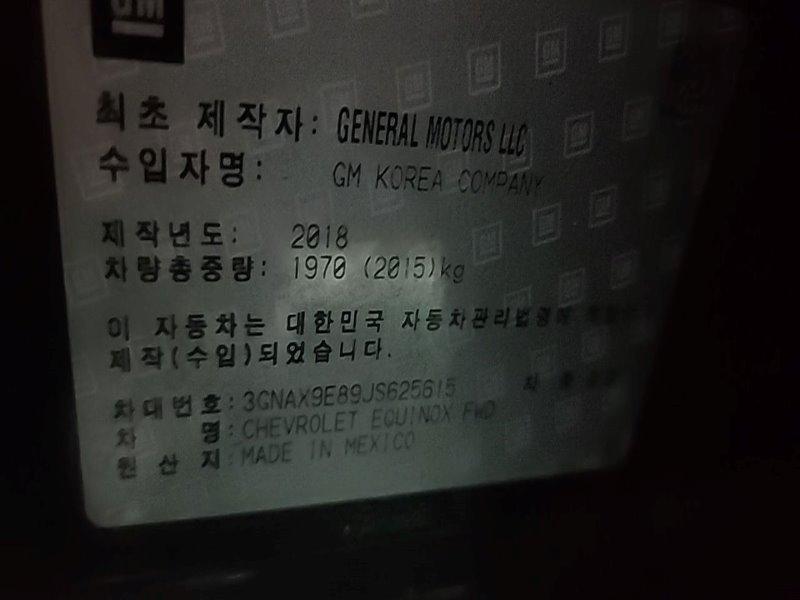 GM
최초 제작자: GENERAL MOTORS LLC
수입자명: GM KOREA COMPANY
제작년도: 2018
차량총중량: 1970 (2015)kg
이 자동차는 대한민국 자동차관리법령에
제작(수입)되었습니다.
차대번호: 3GNAX9E89JS625615
차 명: CHEVROLET EQUINOX FWD
원산지: MADE IN MEXICO